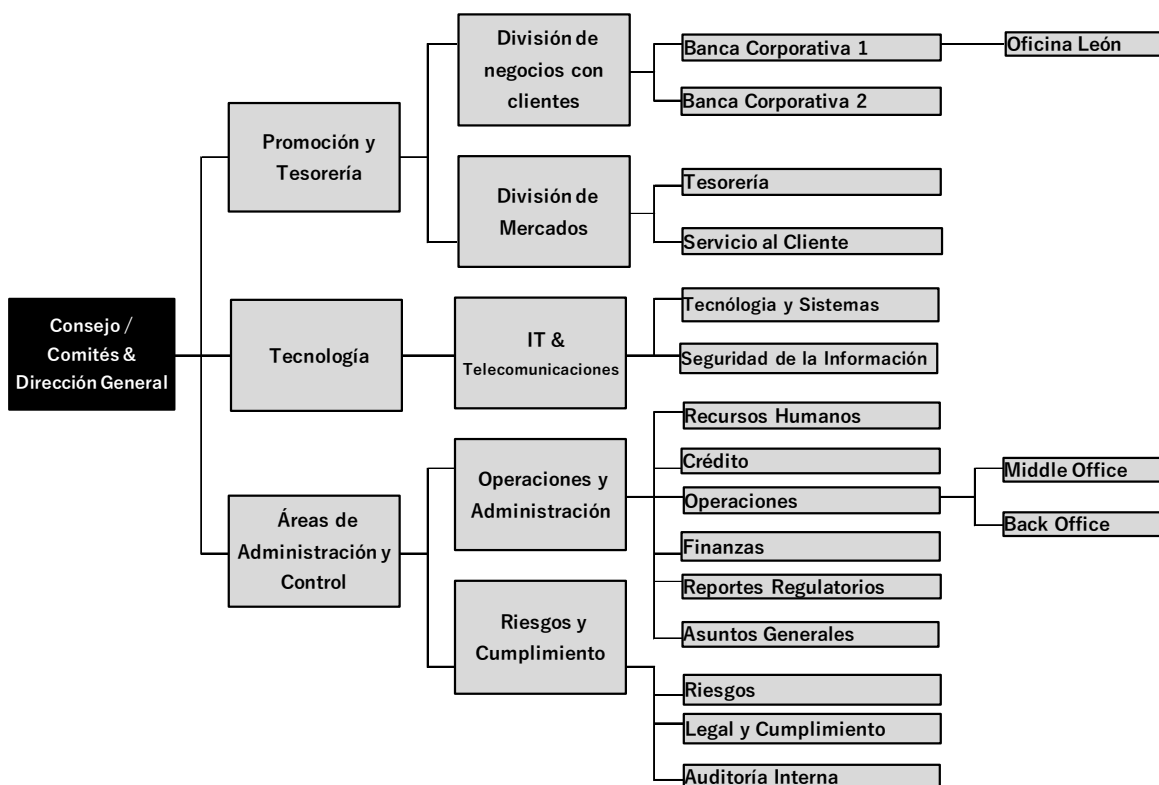 División de
negocios con
clientes
Banca Corporativa 1
Oficina León
Banca Corporativa 2
Promoción y
Tesorería
División de
Mercados
Tesorería
Servicio al Cliente
Consejo /
Comités &
Dirección General
Tecnología
IT &
Telecomunicaciones
Tecnólogia y Sistemas
Seguridad de la Información
Áreas de
Administración y
Control
Operaciones y
Administración
Recursos Humanos
Crédito
Operaciones
Middle Office
Back Office
Finanzas
Reportes Regulatorios
Asuntos Generales
Riesgos y
Cumplimiento
Riesgos
Legal y Cumplimiento
Auditoría Interna